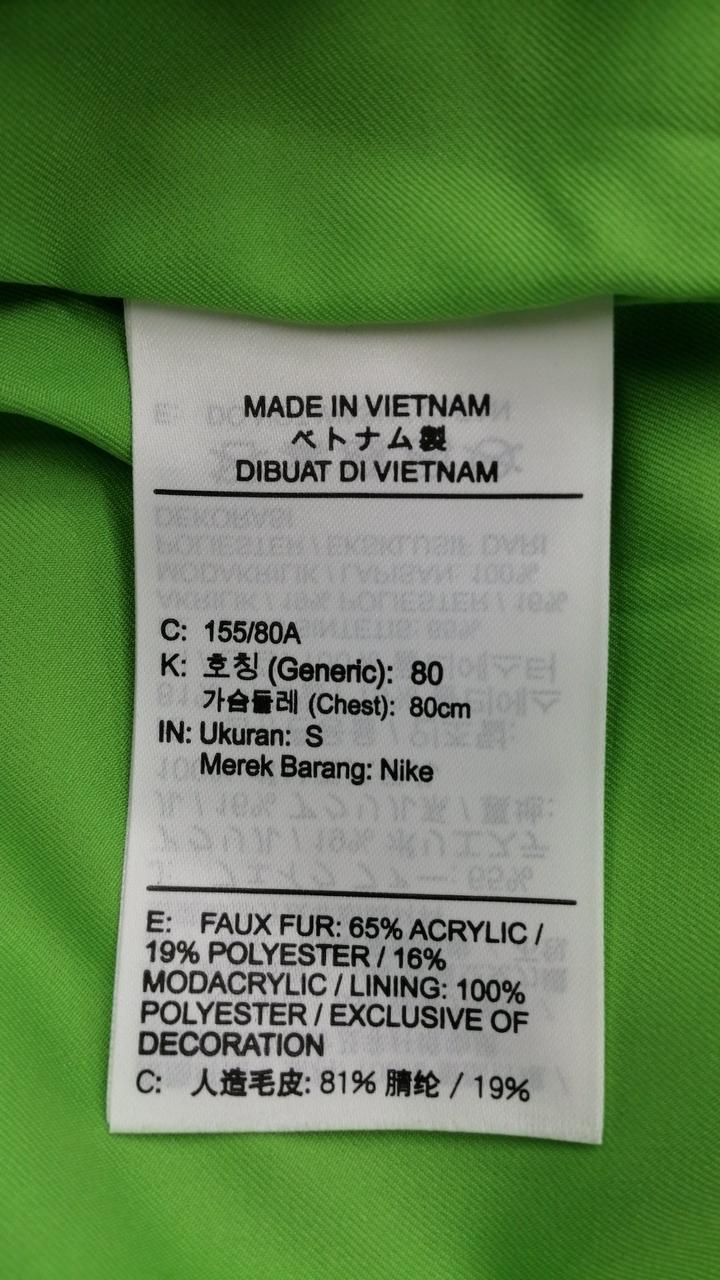 MADE IN VIETNAM
ベトナム製
DIBUAT DI VIETNAM
C: 155/80A
K: 호칭 (Generic): 80
가슴둘레 (Chest): 80cm
IN: Ukuran: S
Merek Barang: Nike
E: FAUX FUR: 65% ACRYLIC /
19% POLYESTER / 16%
MODACRYLIC / LINING: 100%
POLYESTER / EXCLUSIVE OF
DECORATION
C: 人造毛皮: 81% 腈纶 / 19%